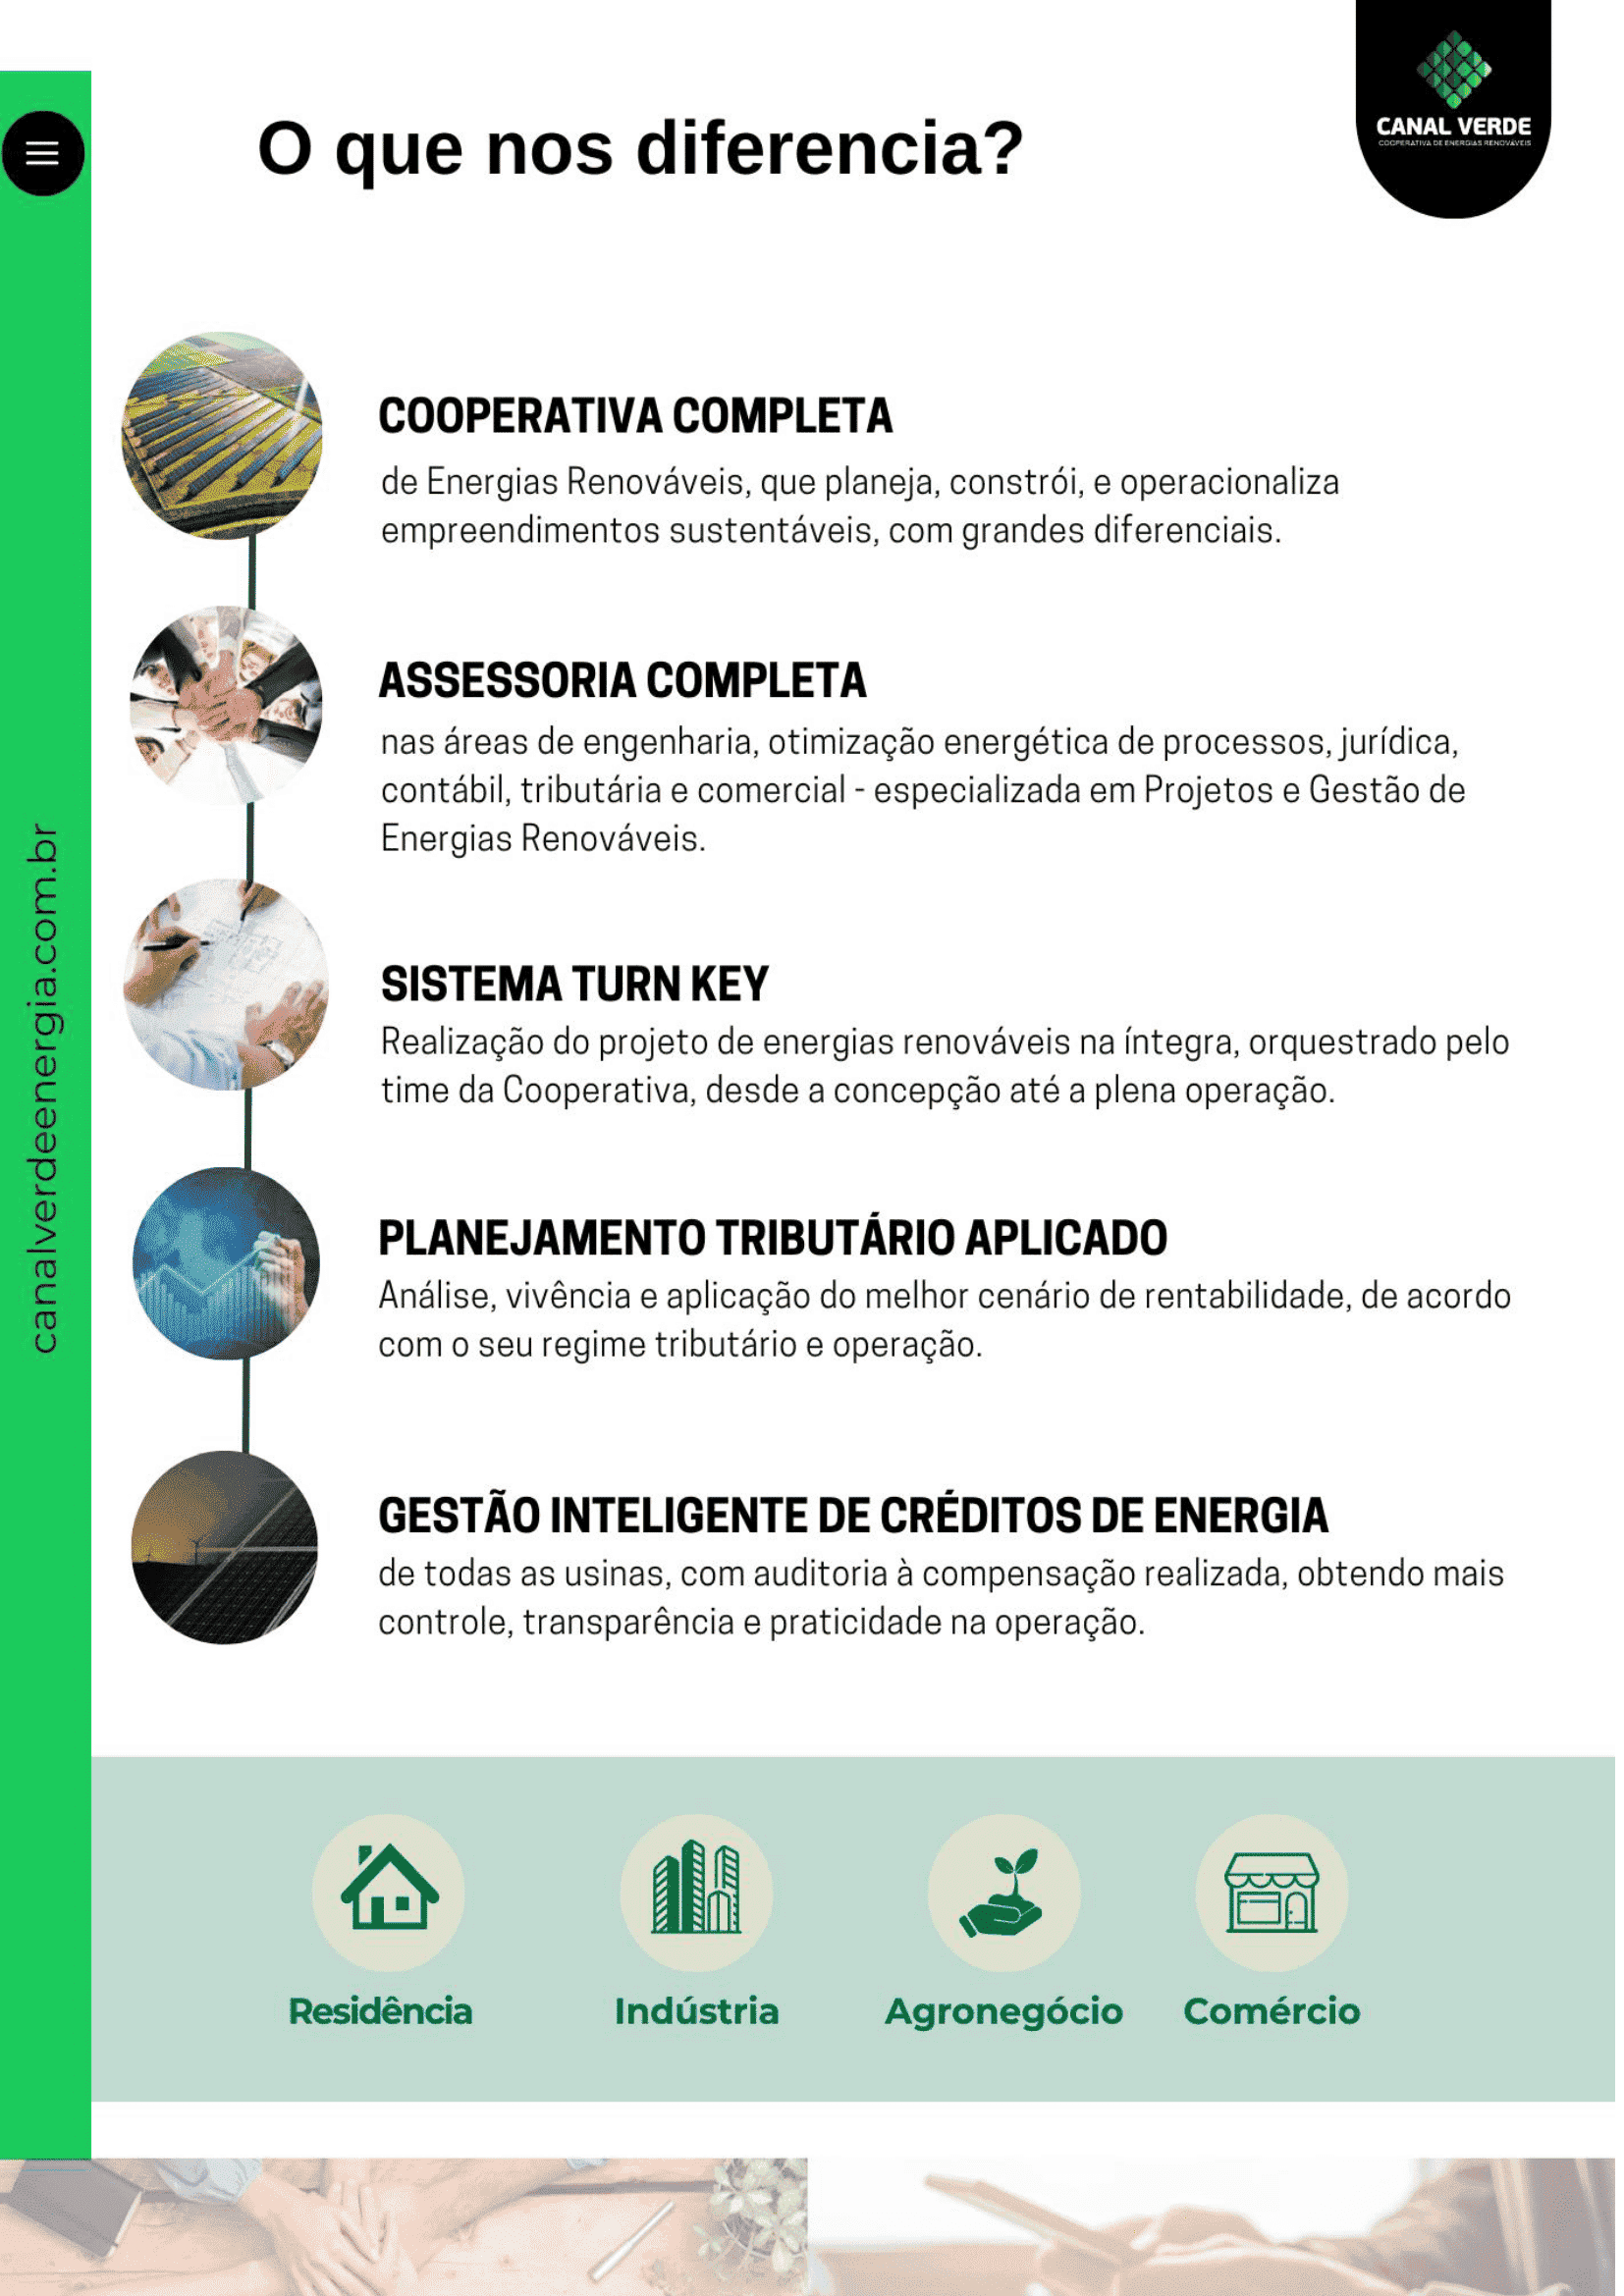 CANAL VERDE
COOPERATIVA DE ENERGIAS RENOVÁVEIS
O que nos diferencia?
COOPERATIVA COMPLETA
de Energias Renováveis, que planeja, constrói, e operacionaliza
empreendimentos sustentáveis, com grandes diferenciais.
ASSESSORIA COMPLETA
nas áreas de engenharia, otimização energética de processos, jurídica,
contábil, tributária e comercial - especializada em Projetos e Gestão de
Energias Renováveis.
SISTEMA TURN KEY
Realização do projeto de energias renováveis na íntegra, orquestrado pelo
time da Cooperativa, desde a concepção até a plena operação.
PLANEJAMENTO TRIBUTÁRIO APLICADO
Análise, vivência e aplicação do melhor cenário de rentabilidade, de acordo
com o seu regime tributário e operação.
GESTÃO INTELIGENTE DE CRÉDITOS DE ENERGIA
de todas as usinas, com auditoria à compensação realizada, obtendo mais
controle, transparência e praticidade na operação.
canalverdeenergia.com.br
Residência
Indústria
Agronegócio
Comércio